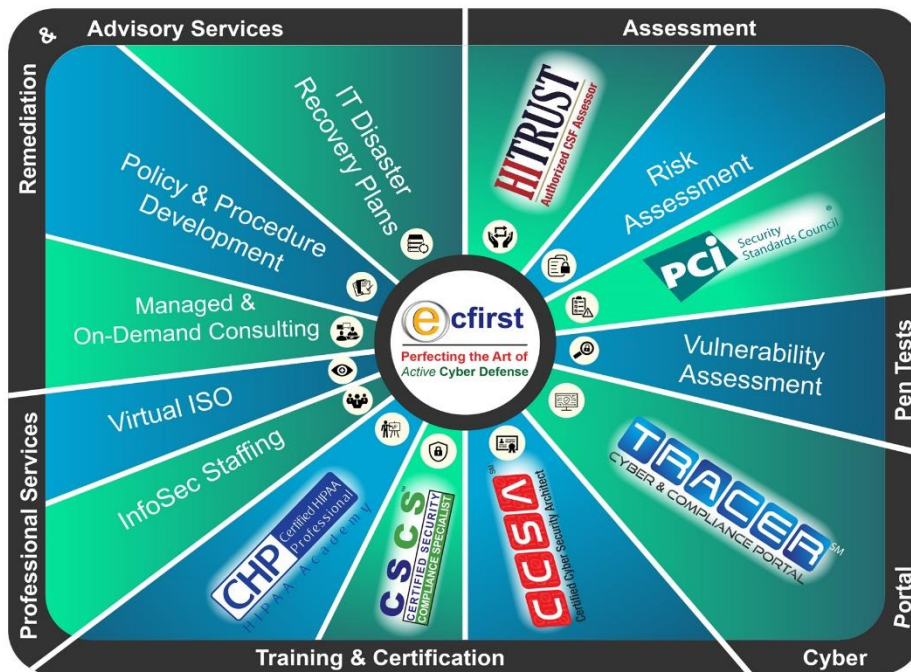 Remediation
&
Advisory Services
Assessment
Pen Tests
Cyber
Portal
Training & Certification
Professional Services
IT Disaster
Recovery Plans
Policy & Procedure
Development
Managed &
On-Demand Consulting
Virtual ISO
InfoSec Staffing
HITRUST
Authorized CSF Assessor
Risk
Assessment
PCi
Security
Standards Council
®
Vulnerability
Assessment
TRACER
CYBER & COMPLIANCE PORTAL
SM
CCSA
SM
Certified Cyber Security Architect
CSCS
TM
CERTIFIED SECURITY
COMPLIANCE SPECIALIST
CHP
Certified HIPAA
Professional
HIPAA Academy
ecfirst
Perfecting the Art of
Active Cyber Defense